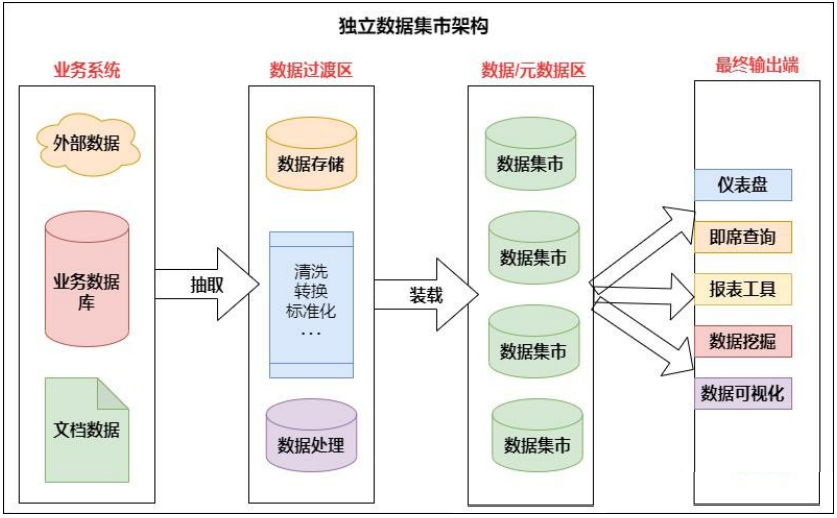 独立数据集市架构
业务系统
数据过渡区
数据/元数据区
最终输出端
外部数据
业务数据
库
文档数据
抽取
数据存储
清洗
转换
标准化
...
数据处理
装载
数据集市
数据集市
数据集市
数据集市
仪表盘
即席查询
报表工具
数据挖掘
数据可视化